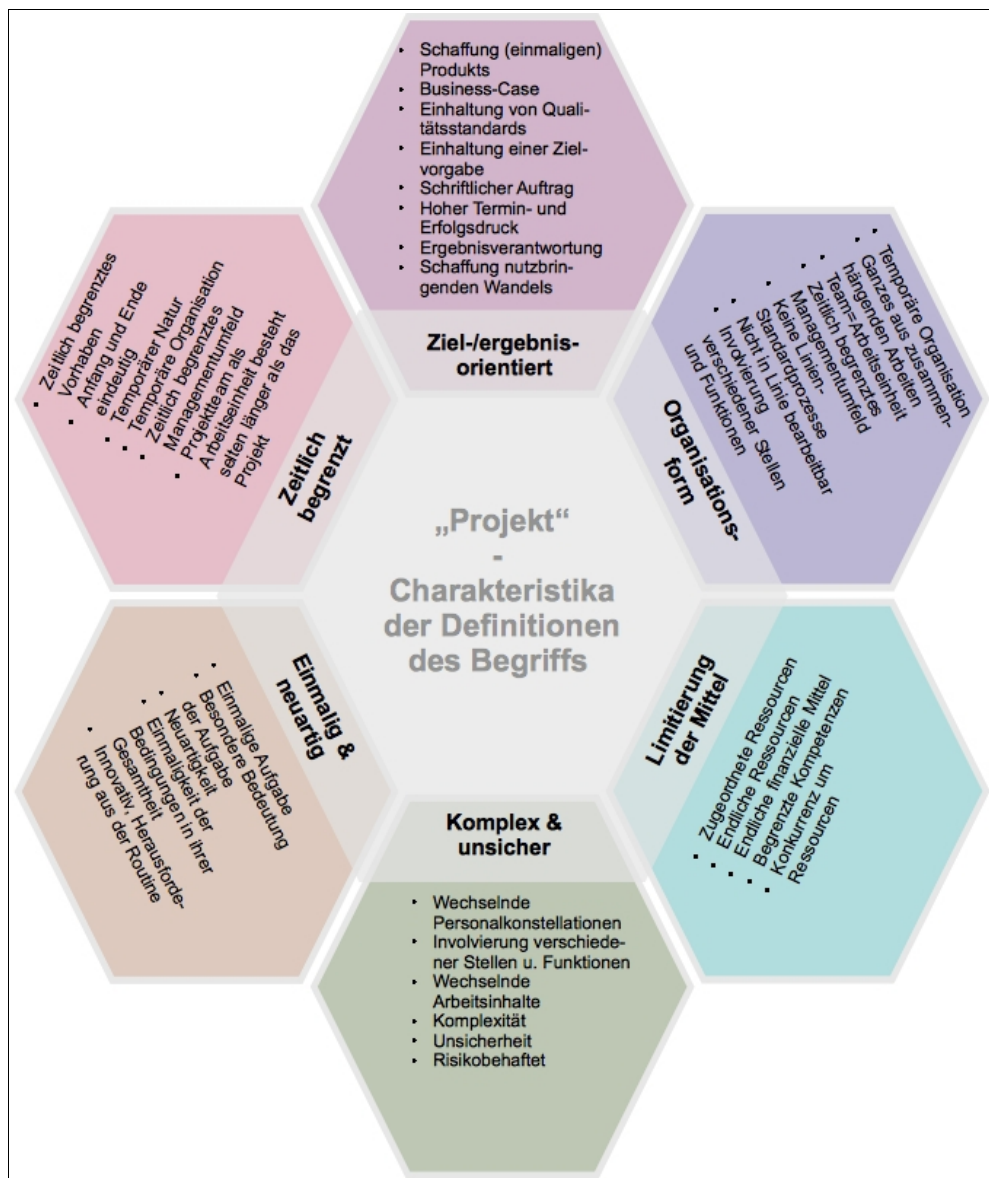 • Schaffung (einmaligen)
Produkts
• Business-Case
• Einhaltung von Quali-
tätsstandards
• Einhaltung einer Ziel-
vorgabe
• Schriftlicher Auftrag
• Hoher Termin- und
Erfolgsdruck
• Ergebnisverantwortung
• Schaffung nutzbrin-
genden Wandels
Ziel-/ergebnis-
orientiert
• Temporäre Organisation
• Ganzes aus zusammen-
hängenden Arbeiten
• Team=Arbeitseinheit
• Zeitlich begrenztes
Managementumfeld
• Keine Linien-
Standardprozesse
• Nicht in Linie bearbeitbar
• Involvierung
verschiedener Stellen
und Funktionen
Organisations-
form
• Zugeordnete Ressourcen
• Endliche Ressourcen
• Endliche finanzielle Mittel
• Begrenzte Kompetenzen
• Konkurrenz um
Ressourcen
Limitierung
der Mittel
Komplex &
unsicher
• Wechselnde
Personalkonstellationen
• Involvierung verschiede-
ner Stellen u. Funktionen
• Wechselnde
Arbeitsinhalte
• Komplexität
• Unsicherheit
• Risikobehaftet
Einmalig &
neuartig
• Einmalige Aufgabe
• Besondere Bedeutung
der Aufgabe
• Neuartigkeit
• Einmaligkeit der
Bedingungen in ihrer
Gesamtheit
• Innovativ, Herausforde-
rung aus der Routine
• Zeitlich begrenztes
Vorhaben
• Anfang und Ende
eindeutig
• Temporärer Natur
• Temporäre Organisation
• Zeitlich begrenztes
Managementumfeld
• Projektteam als
Arbeitseinheit besteht
selten länger als das
Projekt
Zeitlich
begrenzt
„Projekt“
-
Charakteristika
der Definitionen
des Begriffs